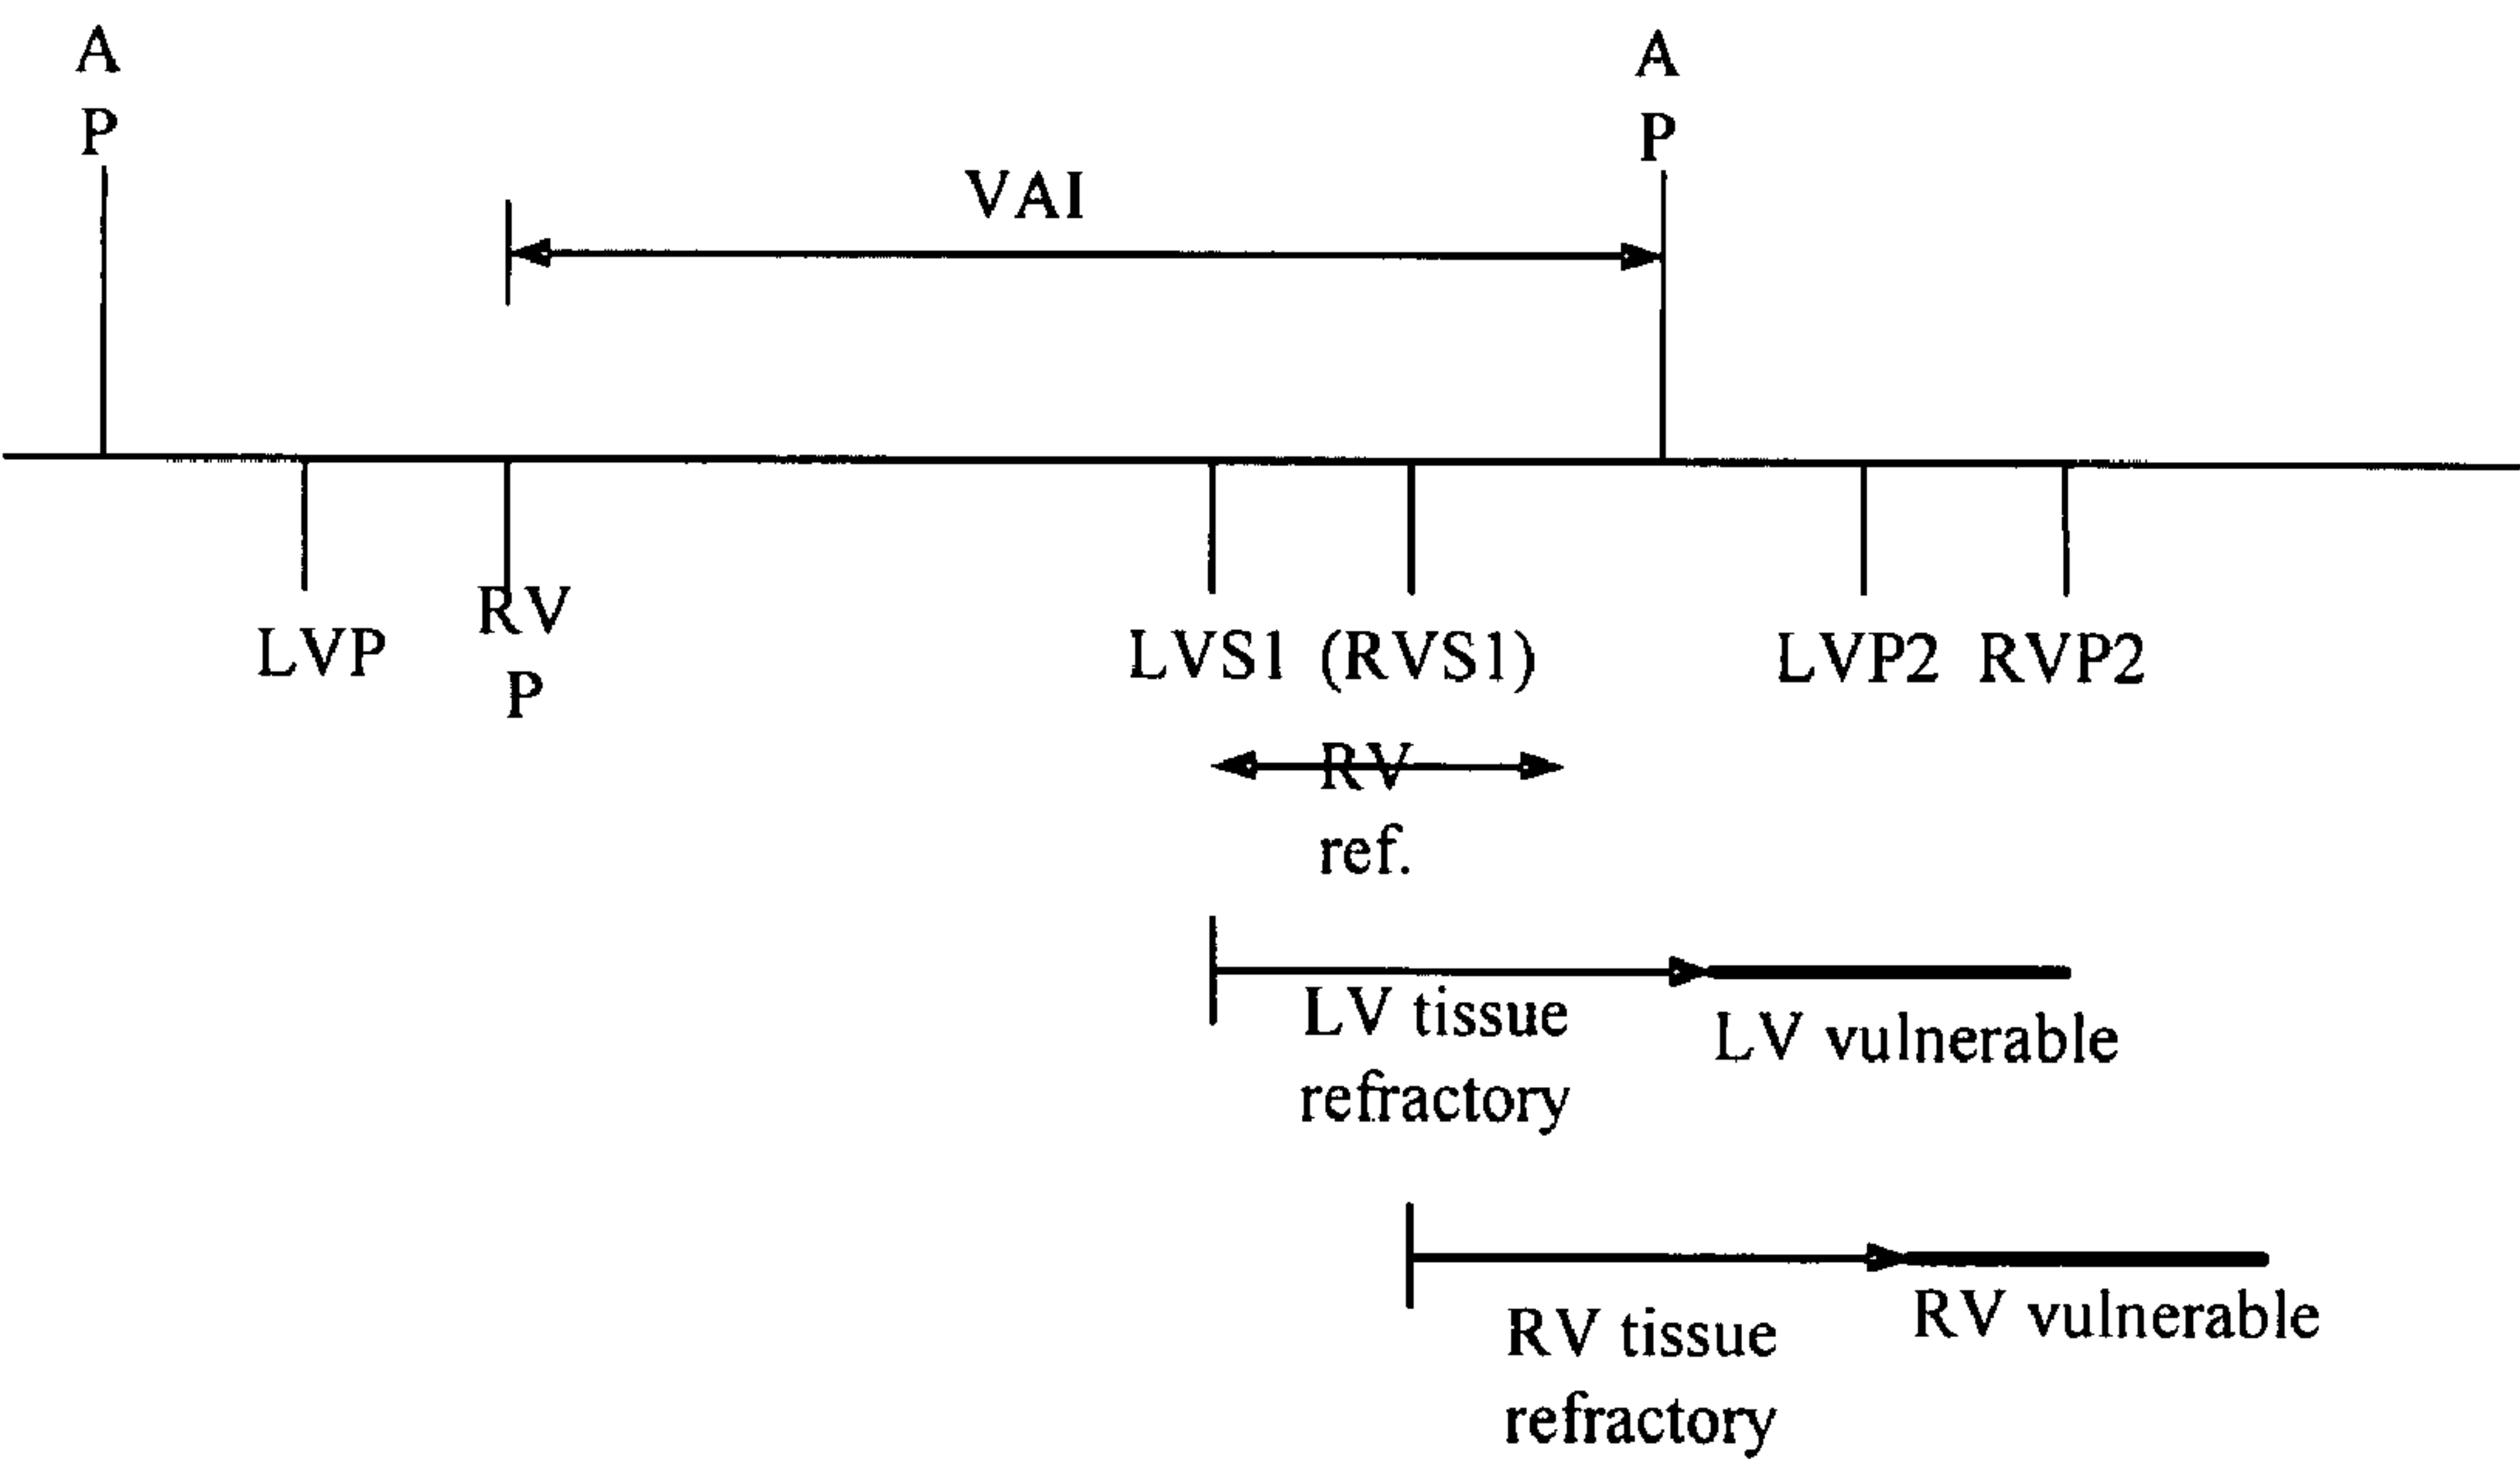 A
P
A
P
VAI
LVP
RV
P
LVS1 (RVS1)
LVP2 RVP2
RV
ref.
LV tissue
refractory
LV vulnerable
RV tissue
refractory
RV vulnerable